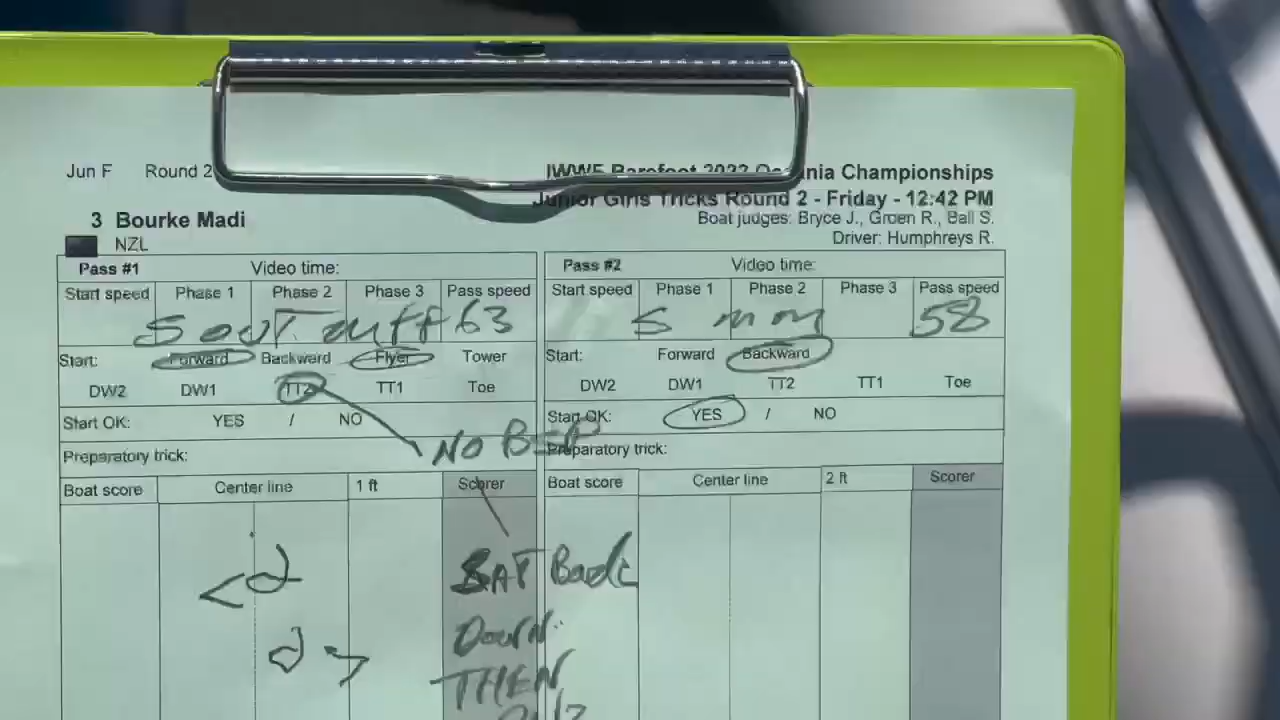 Jun F Round 2
IWWF Barefoot 2022 Oceania Championships
Junior Girls Tricks Round 2 - Friday - 12:42 PM
3 Bourke Madi
Boat judges: Bryce J., Groen R., Ball S.
NZL
Driver: Humphreys R.
Pass #1 Video time: Pass #2 Video time:
Start speed Phase 1 Phase 2 Phase 3 Pass speed Start speed Phase 1 Phase 2 Phase 3 Pass speed
63 58
Start: Forward Backward Flyer Tower Start: Forward Backward
DW2 DW1 TT2 TT1 Toe DW2 DW1 TT2 TT1 Toe
Start OK: YES / NO Start OK: YES / NO
NO
Preparatory trick: Preparatory trick:
Boat score Center line 1 ft Scorer Boat score Center line 2 ft Scorer
SAT Back
Down
THEN